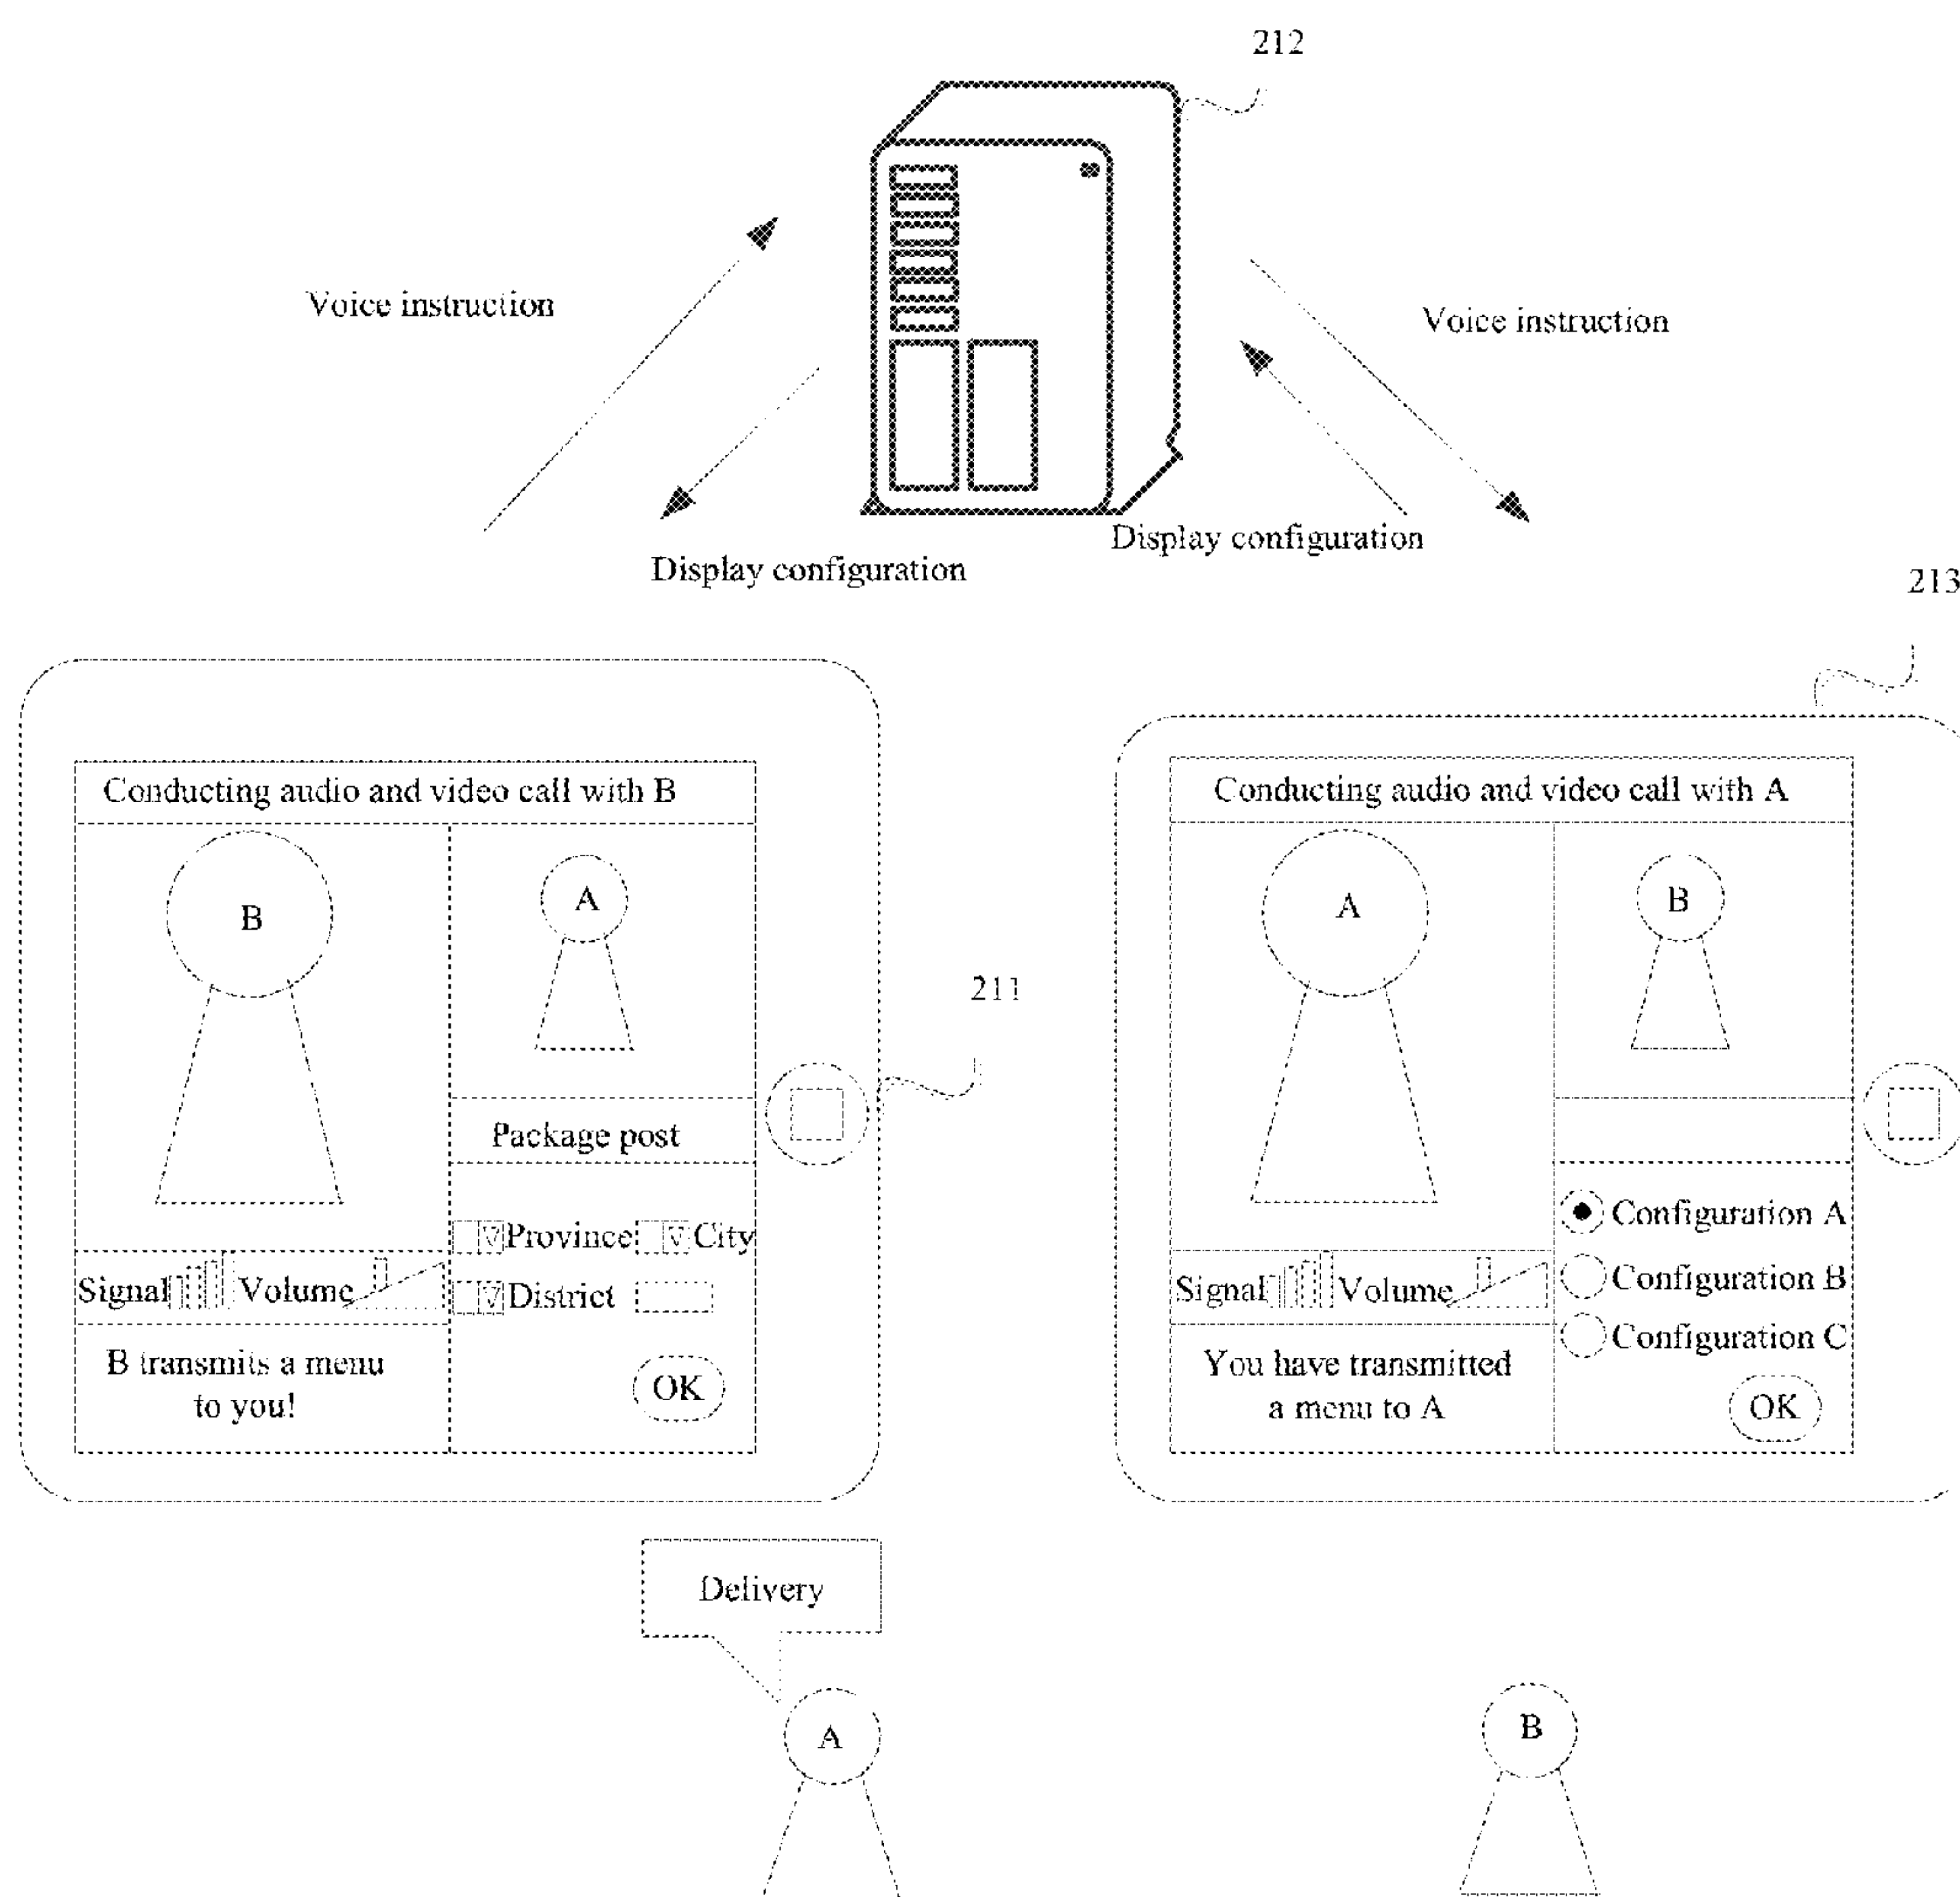 212
Voice instruction
Voice instruction
Display configuration
Display configuration
213
Conducting audio and video call with B
B
A
Package post
Province City
District
Signal Volume
B transmits a menu
to you!
OK
211
Conducting audio and video call with A
A
B
Configuration A
Configuration B
Configuration C
Signal Volume
You have transmitted
a menu to A
OK
Delivery
A
B